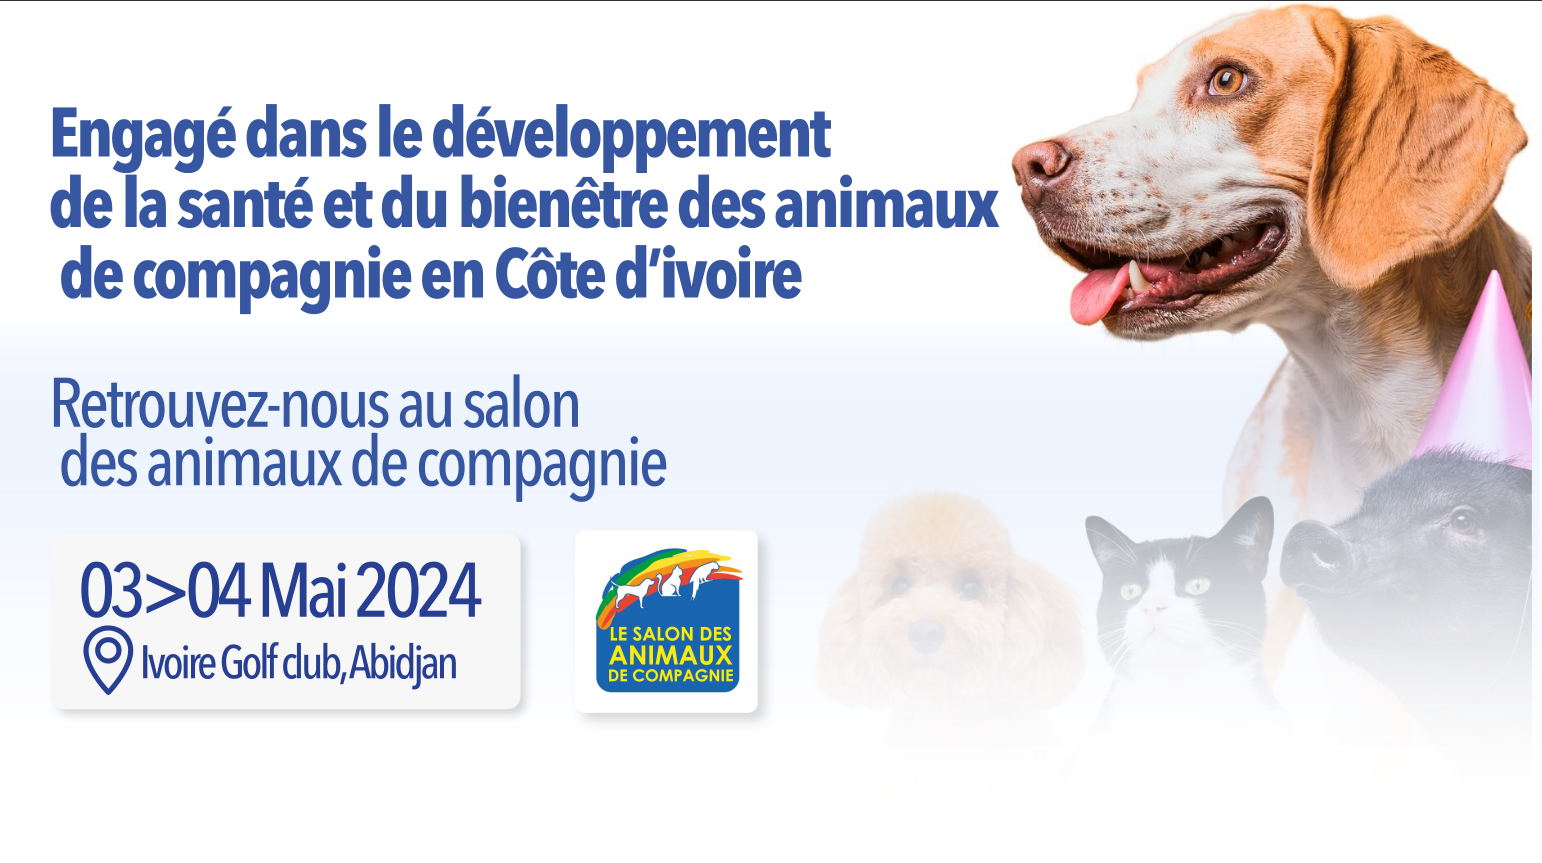 Engagé dans le développement
de la santé et du bienêtre des animaux
de compagnie en Côte d’ivoire
Retrouvez-nous au salon
des animaux de compagnie
03>04 Mai 2024
Ivoire Golf club, Abidjan
LE SALON DES
ANIMAUX
DE COMPAGNIE